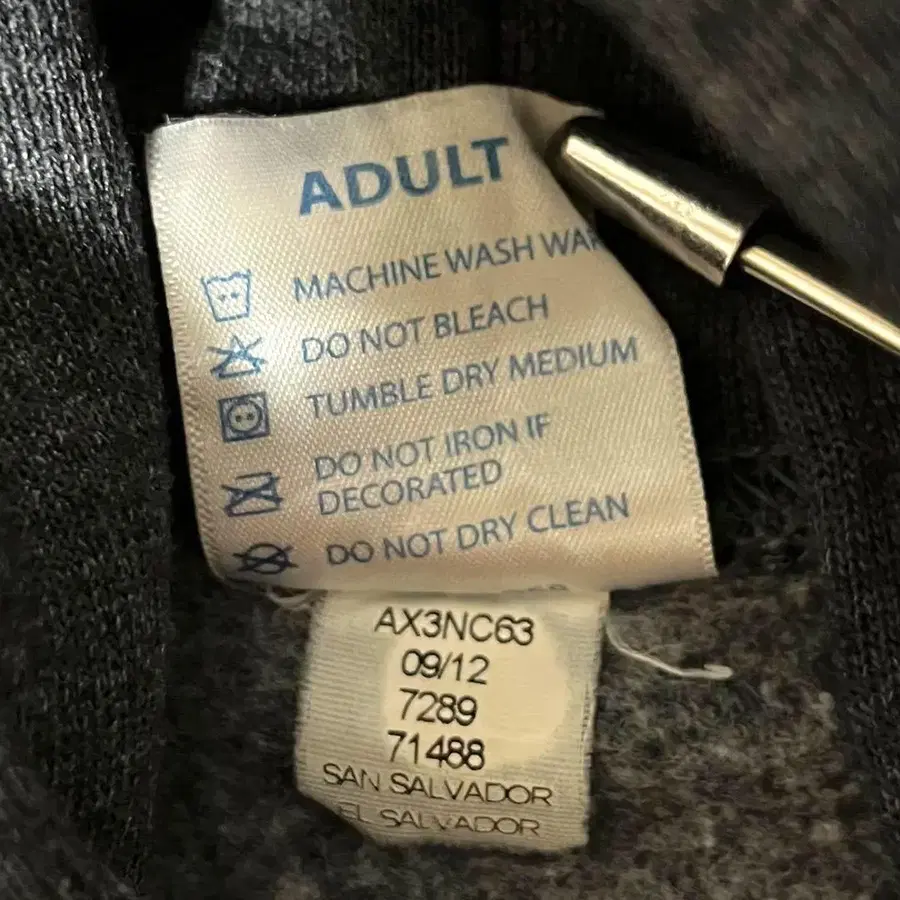 ADULT
MACHINE WASH
DO NOT BLEACH
TUMBLE DRY MEDIUM
DO NOT IRON IF
DECORATED
DO NOT DRY CLEAN
AX3NC63
09/12
7289
71488
SAN SALVADOR
EL SALVADOR